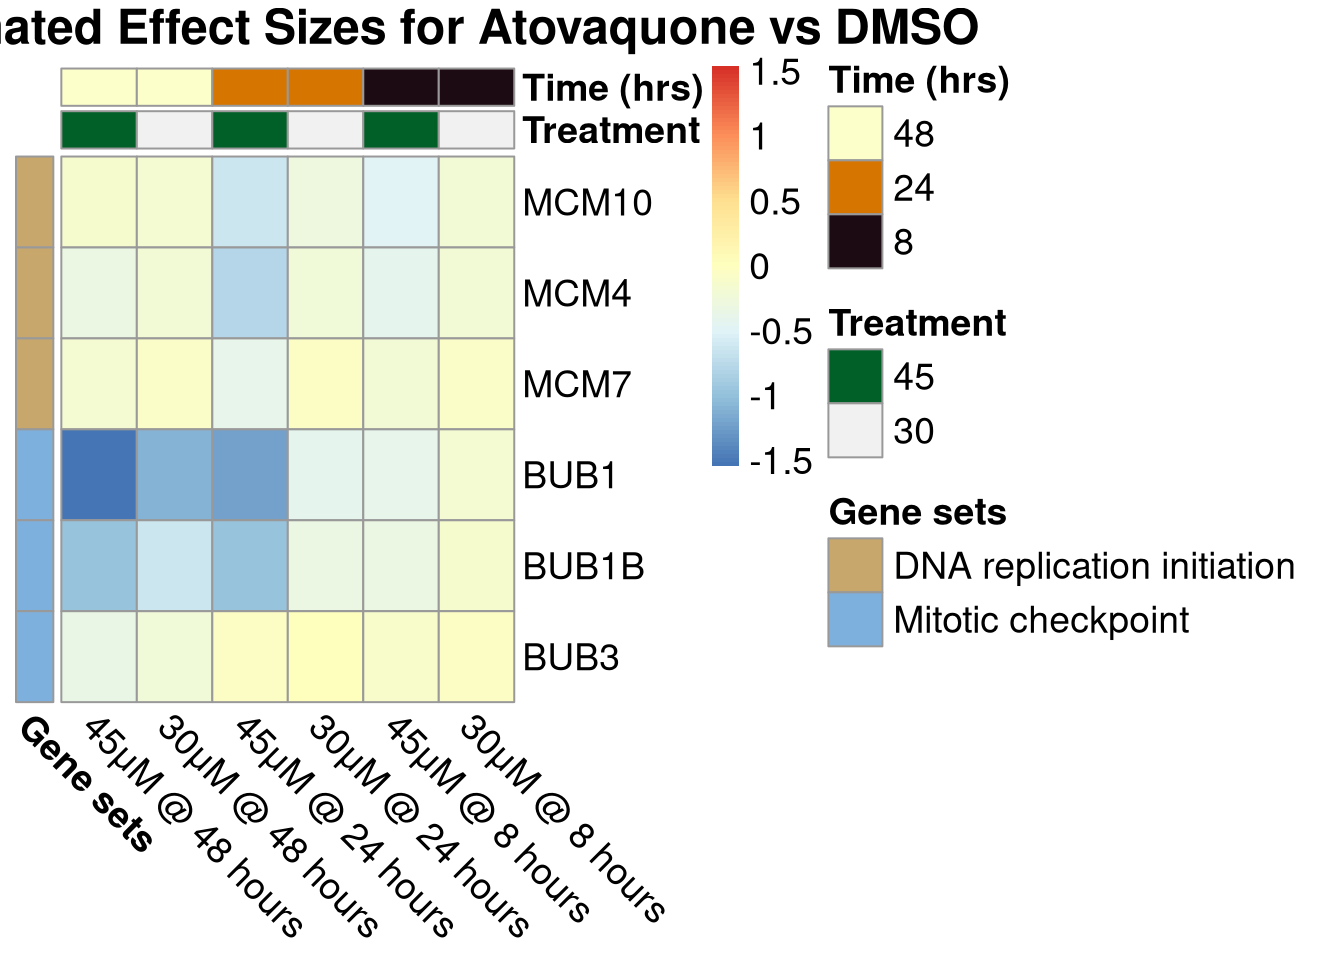 ated Effect Sizes for Atovaquone vs DMSO
Time (hrs)
Treatment
MCM10
MCM4
MCM7
BUB1
BUB1B
BUB3
Gene sets
45µM @ 48 hours
30µM @ 48 hours
45µM @ 24 hours
30µM @ 24 hours
45µM @ 8 hours
30µM @ 8 hours
1.5
1
0.5
0
-0.5
-1
-1.5
Time (hrs)
48
24
8
Treatment
45
30
Gene sets
DNA replication initiation
Mitotic checkpoint